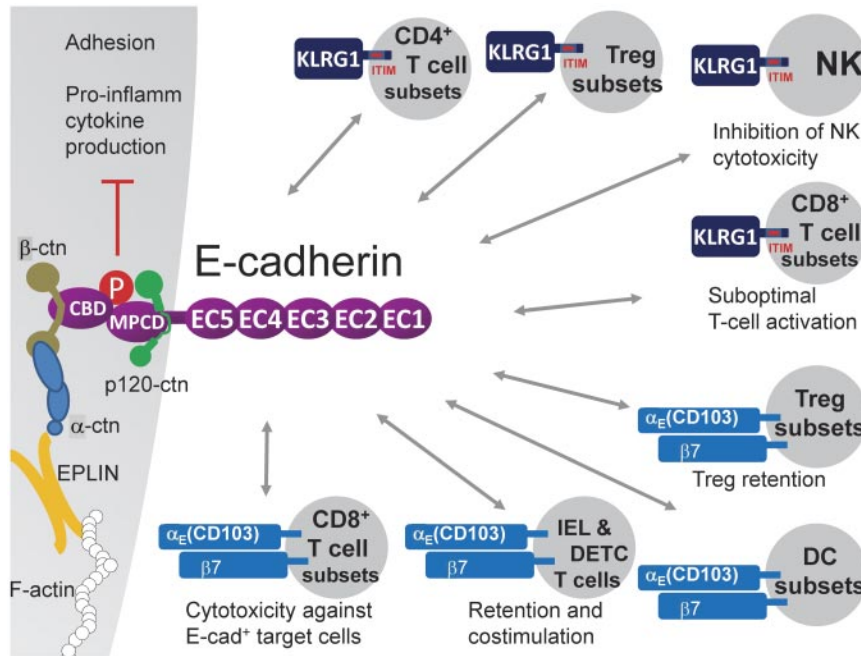 Adhesion
Pro-inflamm
cytokine
production
β-ctn
P
CBD
MPCD
p120-ctn
α-ctn
EPLIN
F-actin
E-cadherin
EC5 EC4 EC3 EC2 EC1
KLRG1
ITIM
CD4+
T cell
subsets
KLRG1
ITIM
Treg
subsets
KLRG1
ITIM
NK
Inhibition of NK
cytotoxicity
KLRG1
ITIM
CD8+
T cell
subsets
Suboptimal
T-cell activation
αE(CD103)
β7
Treg
subsets
Treg retention
αE(CD103)
β7
CD8+
T cell
subsets
Cytotoxicity against
E-cad+ target cells
αE(CD103)
β7
IEL &
DETC
T cells
Retention and
costimulation
αE(CD103)
β7
DC
subsets